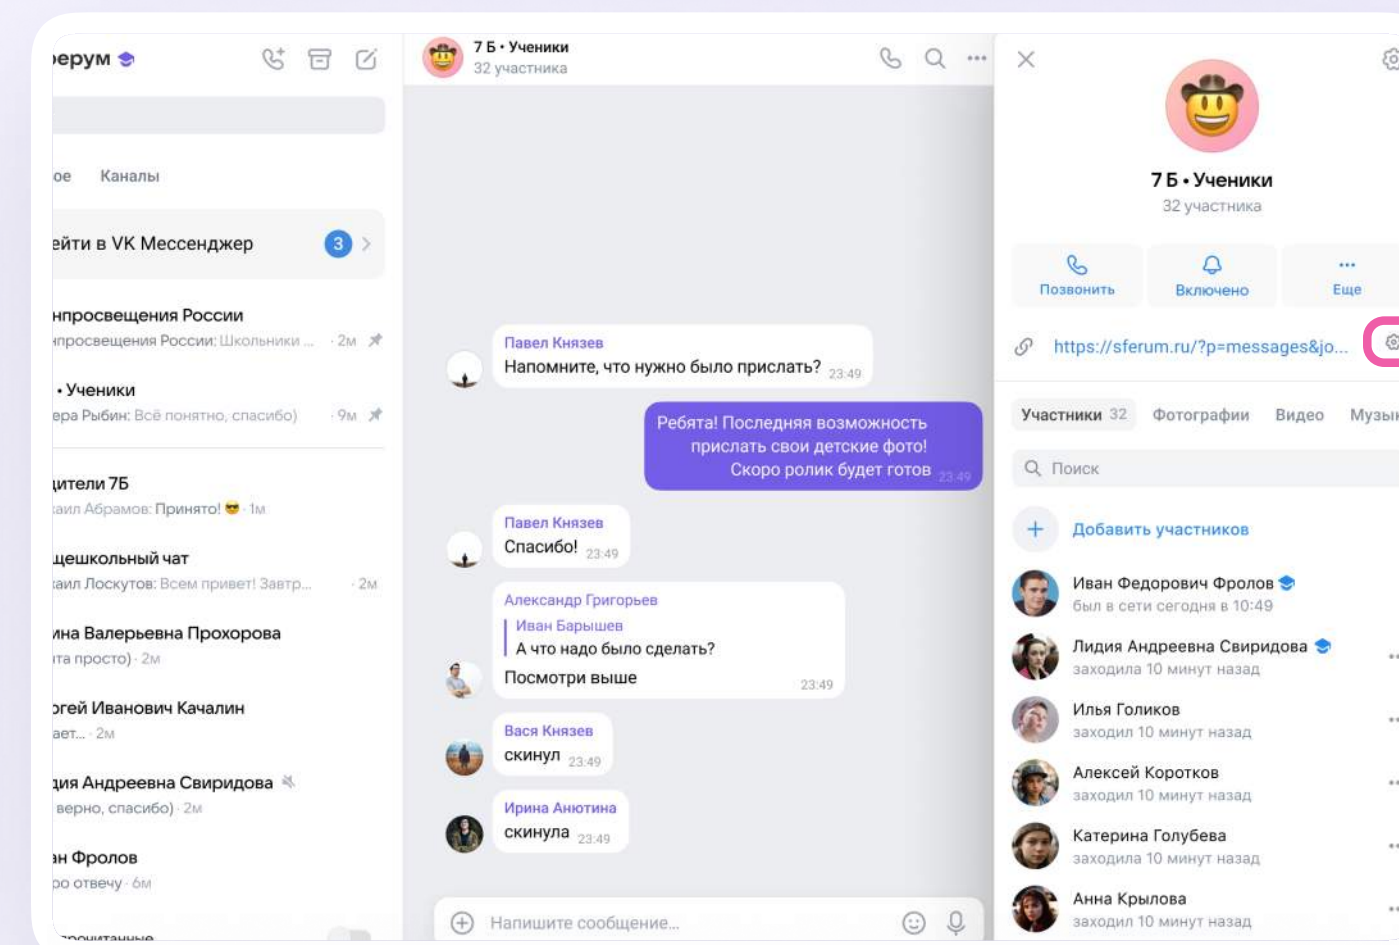 ерум
ое Каналы
ейти в VK Мессенджер 3
нпросвещения России
нпросвещения России: Школьники ... · 2м
• Ученики
ера Рыбин: Всё понятно, спасибо) · 9м
дители 7Б
аил Абрамов: Принято! 😎 · 1м
щешкольный чат
аил Лоскутов: Всем привет! Завтр... · 2м
ина Валерьевна Прохорова
та просто) · 2м
ргей Иванович Качалин
ает... · 2м
дия Андреевна Свиридова
верно, спасибо) · 2м
ан Фролов
ро отвечу · 6м
прочитанные
7 Б • Ученики
32 участника
Павел Князев
Напомните, что нужно было прислать? 23:49
Ребята! Последняя возможность
прислать свои детские фото!
Скоро ролик будет готов 23:49
Павел Князев
Спасибо! 23:49
Александр Григорьев
Иван Барышев
А что надо было сделать?
Посмотри выше 23:49
Вася Князев
скинул 23:49
Ирина Анютина
скинула 23:49
Напишите сообщение...
7 Б • Ученики
32 участника
Позвонить Включено Еще
https://sferum.ru/?p=messages&jo...
Участники 32 Фотографии Видео Музык
Поиск
Добавить участников
Иван Федорович Фролов
был в сети сегодня в 10:49
Лидия Андреевна Свиридова
заходила 10 минут назад
Илья Голиков
заходил 10 минут назад
Алексей Коротков
заходил 10 минут назад
Катерина Голубева
заходила 10 минут назад
Анна Крылова
заходил 10 минут назад